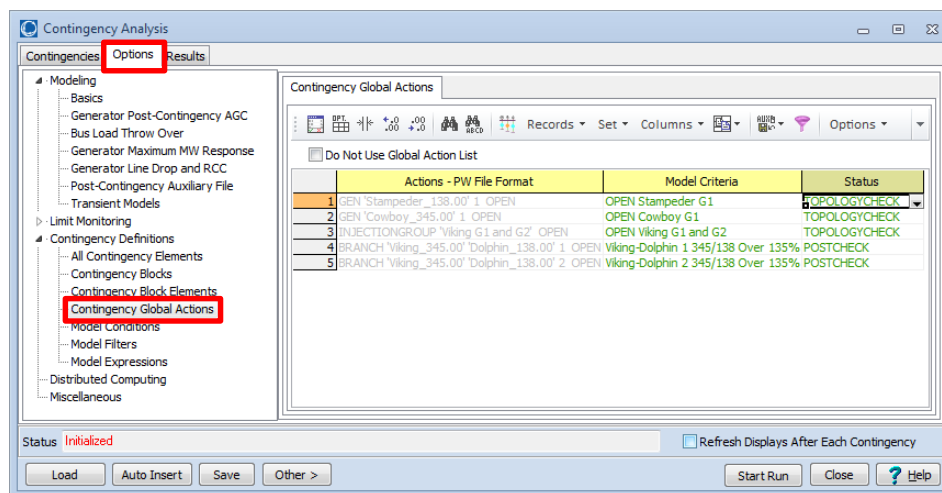 Contingency Analysis
Contingencies Options Results
Modeling
Basics
Generator Post-Contingency AGC
Bus Load Throw Over
Generator Maximum MW Response
Generator Line Drop and RCC
Post-Contingency Auxiliary File
Transient Models
Limit Monitoring
Contingency Definitions
All Contingency Elements
Contingency Blocks
Contingency Block Elements
Contingency Global Actions
Model Conditions
Model Filters
Model Expressions
Distributed Computing
Miscellaneous
Contingency Global Actions
Records Set Columns Options
Do Not Use Global Action List
Actions - PW File Format Model Criteria Status
1 GEN 'Stampeder_138.00' 1 OPEN OPEN Stampeder G1 TOPOLOGYCHECK
2 GEN 'Cowboy_345.00' 1 OPEN OPEN Cowboy G1 TOPOLOGYCHECK
3 INJECTIONGROUP 'Viking G1 and G2' OPEN OPEN Viking G1 and G2 TOPOLOGYCHECK
4 BRANCH 'Viking_345.00' 'Dolphin_138.00' 1 OPEN Viking-Dolphin 1 345/138 Over 135% POSTCHECK
5 BRANCH 'Viking_345.00' 'Dolphin_138.00' 2 OPEN Viking-Dolphin 2 345/138 Over 135% POSTCHECK
Status Initialized Refresh Displays After Each Contingency
Load Auto Insert Save Other > Start Run Close ? Help